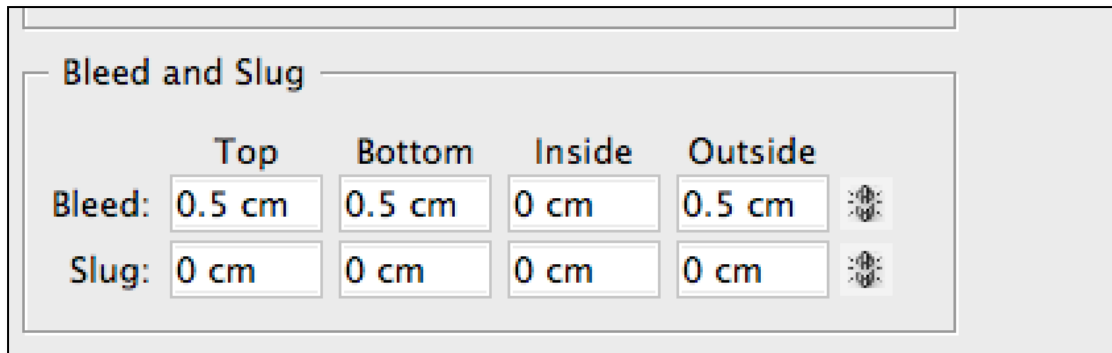 Bleed and Slug
Top Bottom Inside Outside
Bleed: 0.5 cm 0.5 cm 0 cm 0.5 cm
Slug: 0 cm 0 cm 0 cm 0 cm